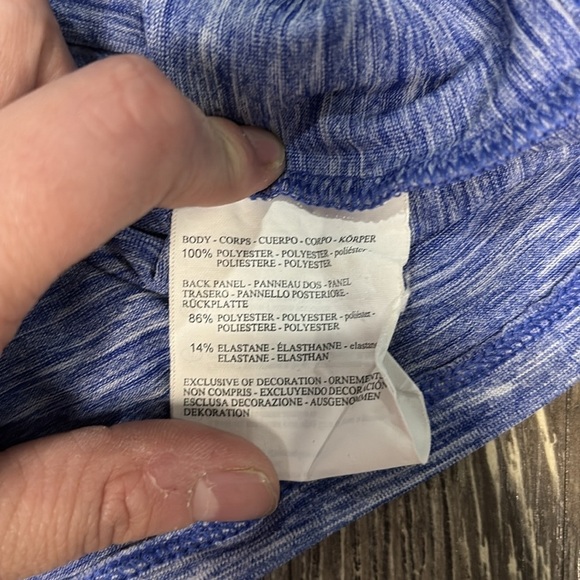 BODY - CORPS - CUERPO - CORPO - KÖRPER
100% POLYESTER - POLYESTER - poliéster -
POLIESTERE - POLYESTER
BACK PANEL - PANNEAU DOS - PANEL
TRASERO - PANNELLO POSTERIORE -
RÜCKPLATTE
86% POLYESTER - POLYESTER - poliéster -
POLIESTERE - POLYESTER
14% ELASTANE - ÉLASTHANNE - elastane
ELASTANE - ELASTHAN
EXCLUSIVE OF DECORATION - ORNEMENTS
NON COMPRIS - EXCLUYENDO DECORACIÓN
ESCLUSA DECORAZIONE - AUSGENOMMEN
DEKORATION